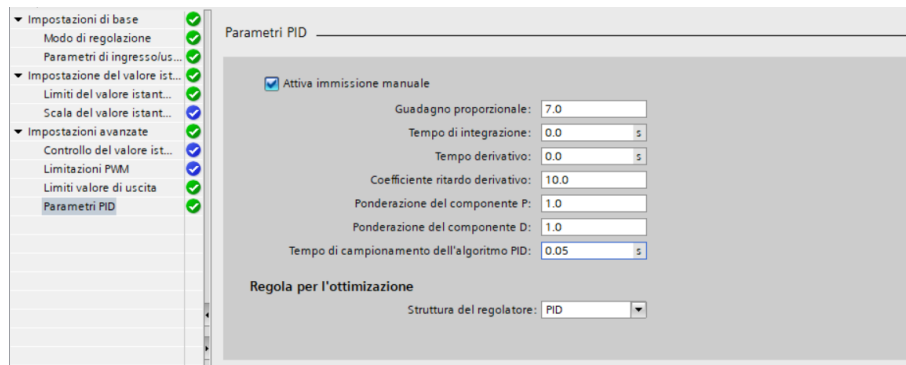 Impostazioni di base
Modo di regolazione
Parametri di ingresso/us...
Impostazione del valore ist...
Limiti del valore istant...
Scala del valore istant...
Impostazioni avanzate
Controllo del valore ist...
Limitazioni PWM
Limiti valore di uscita
Parametri PID
Parametri PID
Attiva immissione manuale
Guadagno proporzionale: 7.0
Tempo di integrazione: 0.0 s
Tempo derivativo: 0.0 s
Coefficiente ritardo derivativo: 10.0
Ponderazione del componente P: 1.0
Ponderazione del componente D: 1.0
Tempo di campionamento dell'algoritmo PID: 0.05 s
Regola per l'ottimizazione
Struttura del regolatore: PID